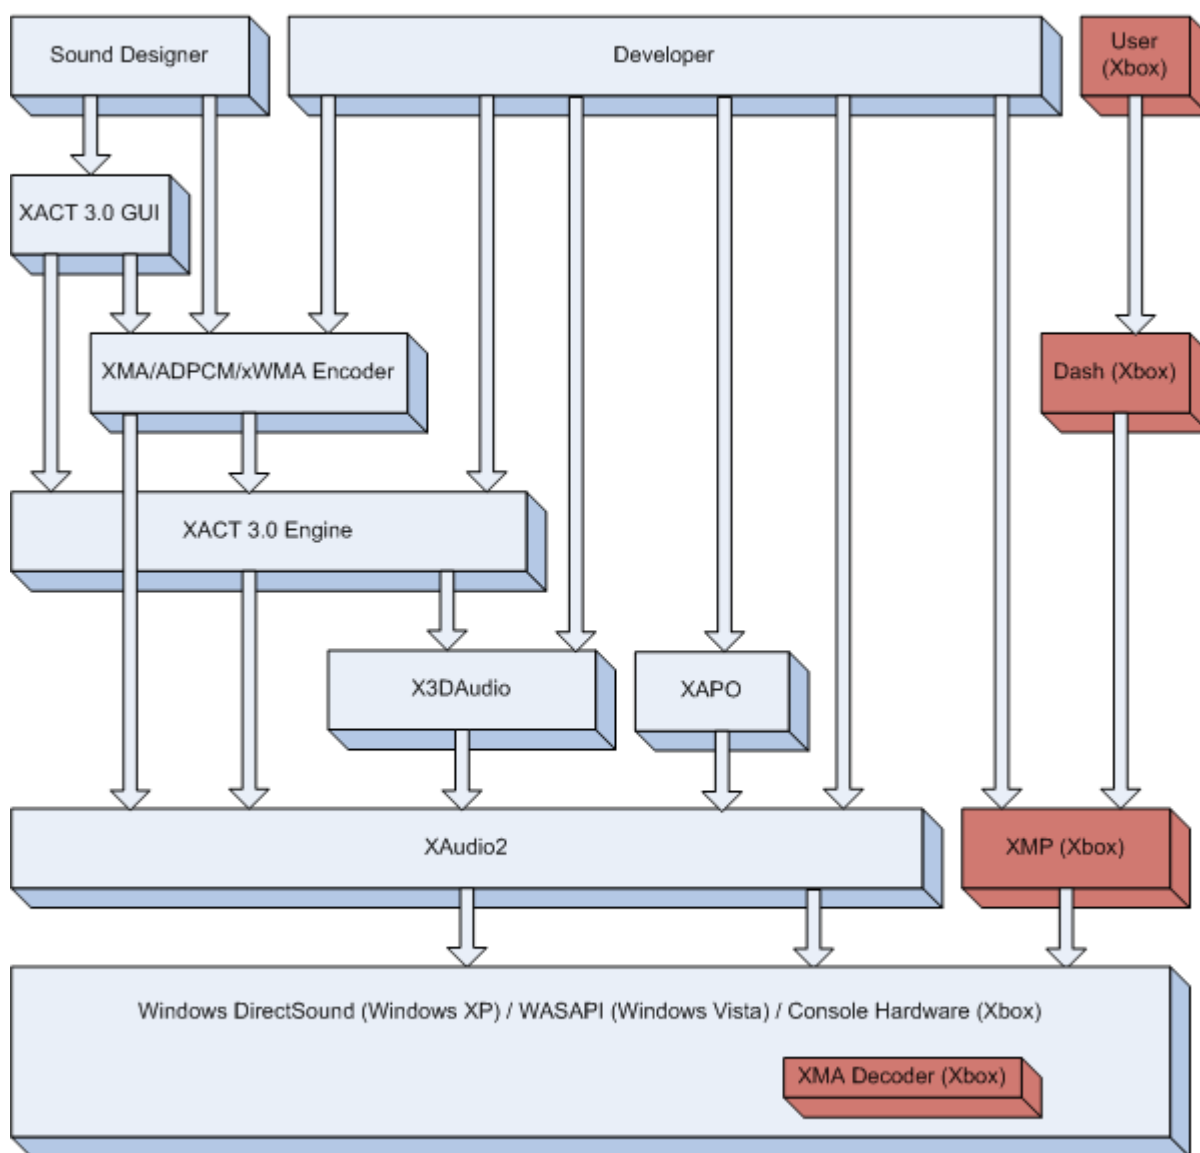 Sound Designer
Developer
User
(Xbox)
XACT 3.0 GUI
XMA/ADPCM/xWMA Encoder
Dash (Xbox)
XACT 3.0 Engine
X3DAudio
XAPO
XAudio2
XMP (Xbox)
Windows DirectSound (Windows XP) / WASAPI (Windows Vista) / Console Hardware (Xbox)
XMA Decoder (Xbox)